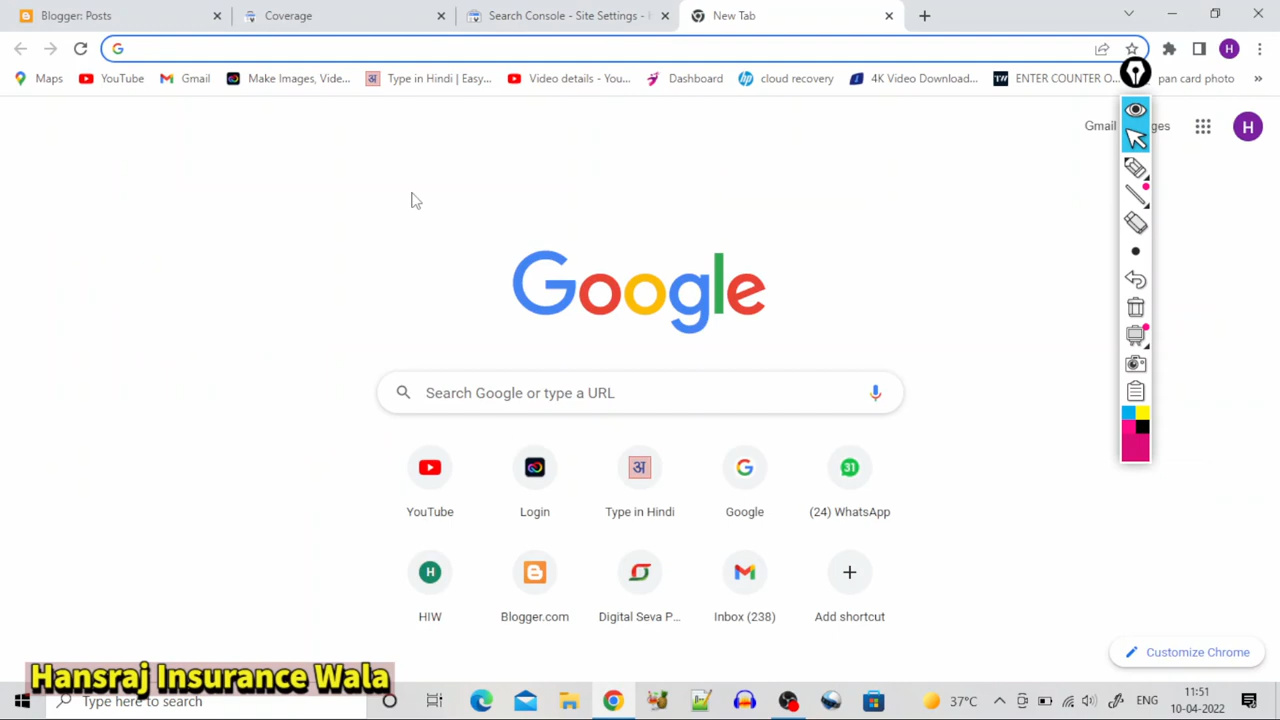 Blogger: Posts
Coverage
Search Console - Site Settings -
New Tab
Maps
YouTube
Gmail
Make Images, Vide...
Type in Hindi | Easy...
Video details - You...
Dashboard
cloud recovery
4K Video Download...
ENTER COUNTER O...
pan card photo
Gmail
H
H
Google
Search Google or type a URL
अ
31
YouTube
Login
Type in Hindi
Google
(24) WhatsApp
H
HIW
Blogger.com
Digital Seva P...
Inbox (238)
Add shortcut
Customize Chrome
Hansraj Insurance Wala
Type here to search
37°C
ENG
11:51
10-04-2022